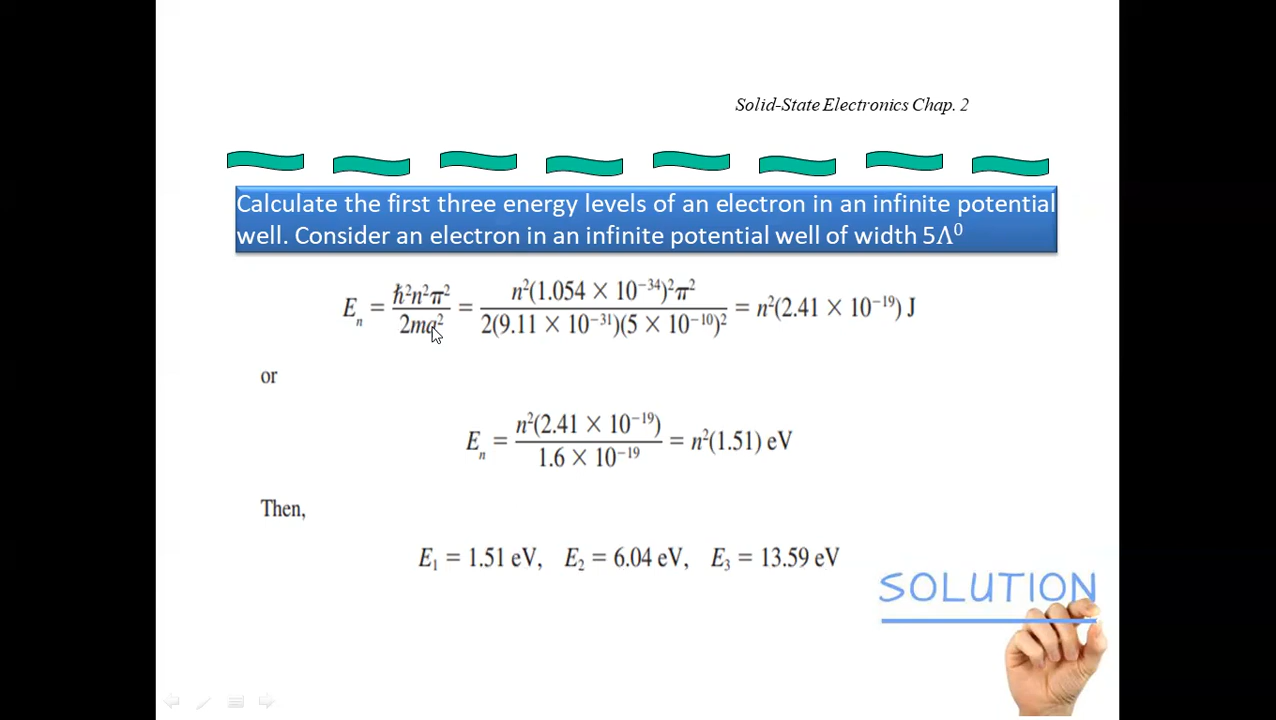 Solid-State Electronics Chap. 2
Calculate the first three energy levels of an electron in an infinite potential
well. Consider an electron in an infinite potential well of width 5Λ⁰
Eₙ = ħ²n²π² / 2ma² = n²(1.054 × 10⁻³⁴)²π² / 2(9.11 × 10⁻³¹)(5 × 10⁻¹⁰)² = n²(2.41 × 10⁻¹⁹) J
or
Eₙ = n²(2.41 × 10⁻¹⁹) / 1.6 × 10⁻¹⁹ = n²(1.51) eV
Then,
E₁ = 1.51 eV, E₂ = 6.04 eV, E₃ = 13.59 eV
SOLUTION